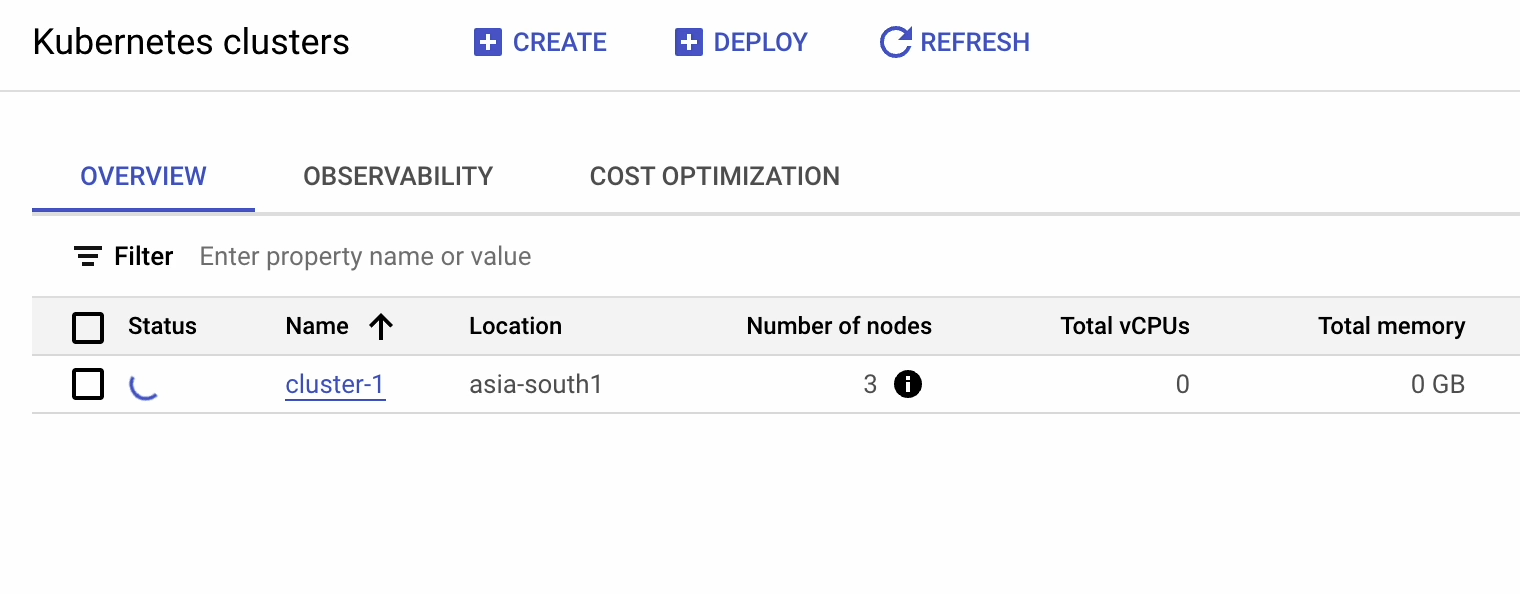 Kubernetes clusters CREATE DEPLOY REFRESH
OVERVIEW OBSERVABILITY COST OPTIMIZATION
Filter Enter property name or value
Status Name Location Number of nodes Total vCPUs Total memory
cluster-1 asia-south1 3 0 0 GB